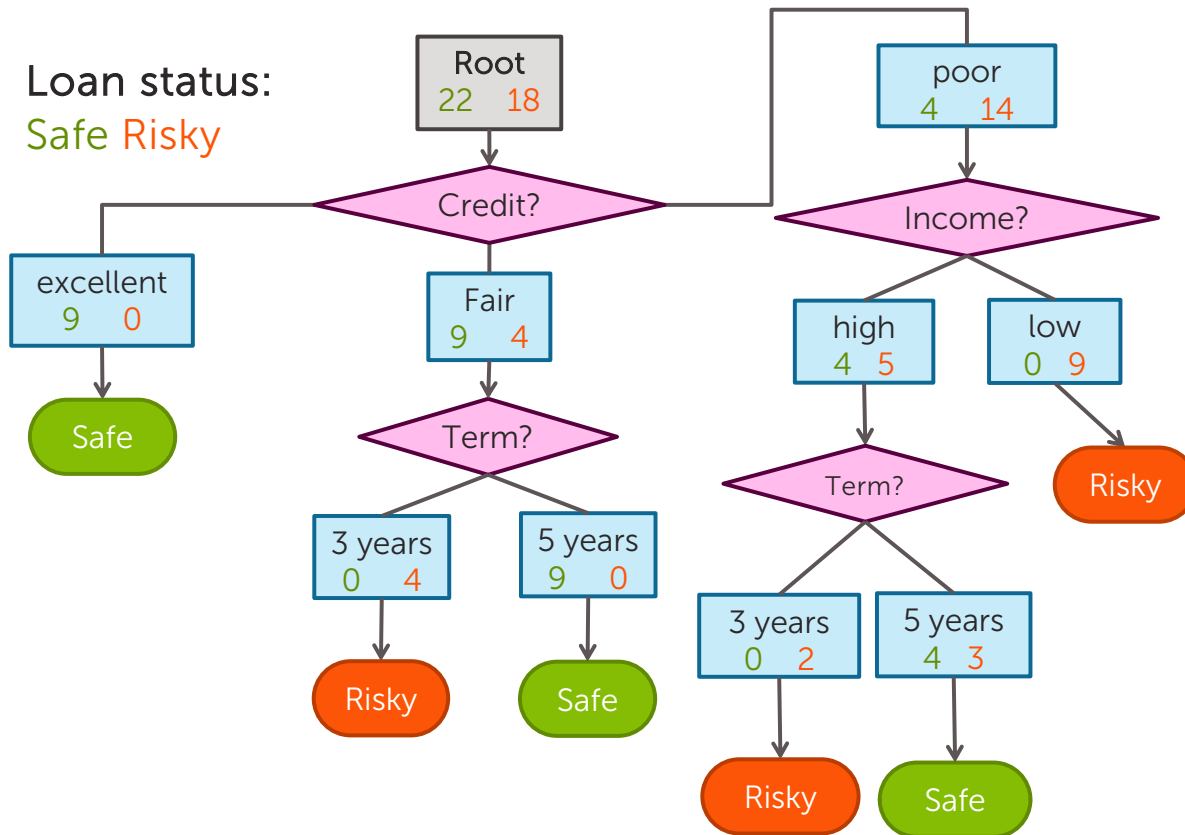 Loan status:
Safe Risky
Root
22 18
Credit?
excellent
9 0
Safe
Fair
9 4
Term?
3 years
0 4
Risky
5 years
9 0
Safe
poor
4 14
Income?
high
4 5
low
0 9
Risky
Term?
3 years
0 2
Risky
5 years
4 3
Safe